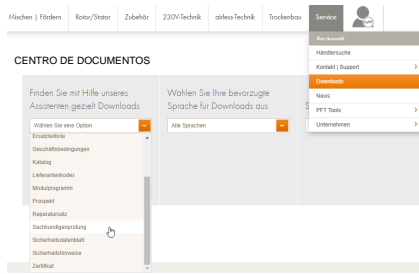 Mischen | Fördern
Rotor/Stator
Zubehör
230V-Technik
airless-Technik
Trockenbau
Service
Ihre Auswahl
Händlersuche
Kontakt | Support
Downloads
News
PFT Tools
Unternehmen
CENTRO DE DOCUMENTOS
Finden Sie mit Hilfe unseres
Assistenten gezielt Downloads
Wählen Sie eine Option
Ersatzteilliste
Geschäftsbedingungen
Katalog
Lieferantenkodex
Modulprogramm
Prospekt
Reparatursatz
Sachkundigenprüfung
Sicherheitsdatenblatt
Sicherheitshinweise
Zertifikat
Wählen Sie Ihre bevorzugte
Sprache für Downloads aus
Alle Sprachen
S